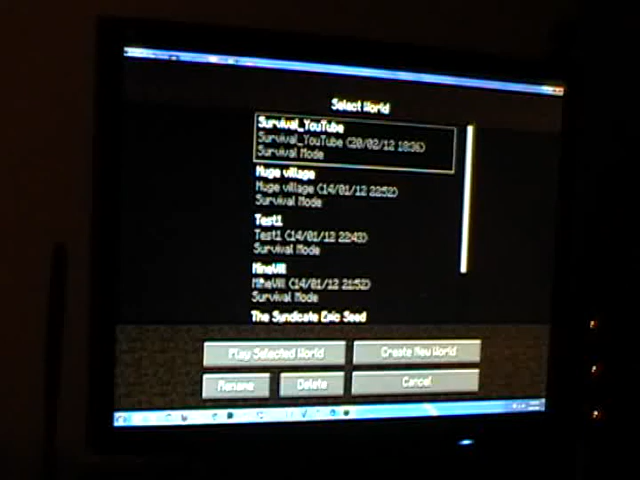 Select World
Survival_YouTube
Survival_YouTube (20/02/12 18:36)
Survival Mode
Huge village
Huge village (14/01/12 22:52)
Survival Mode
Test1
Test1 (14/01/12 22:43)
Survival Mode
MineVill
MineVill (14/01/12 21:52)
Survival Mode
The Syndicate Epic Seed
Play Selected World
Create New World
Rename
Delete
Cancel